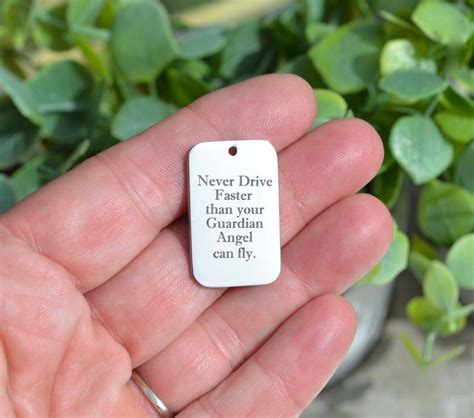 Never Drive
Faster
than your
Guardian
Angel
can fly.